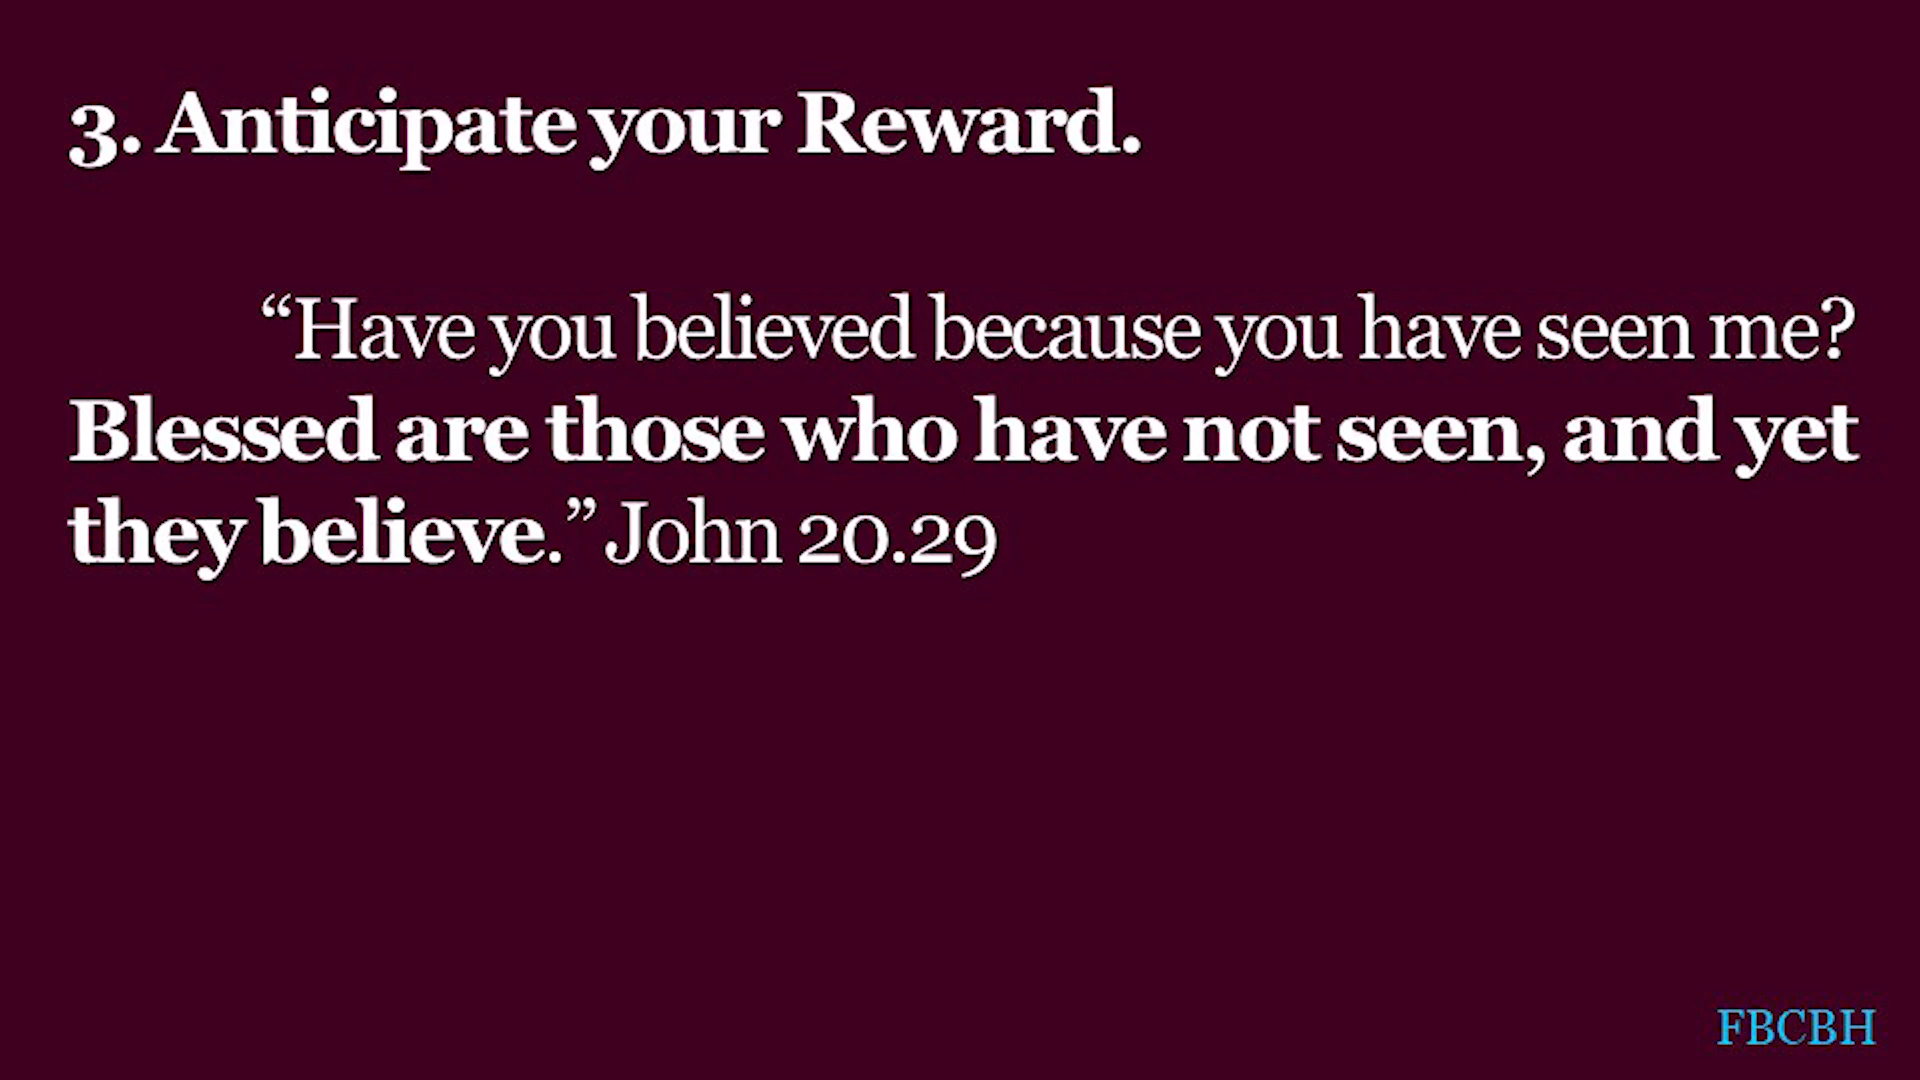 3. Anticipate your Reward.
“Have you believed because you have seen me?
Blessed are those who have not seen, and yet
they believe.” John 20.29
FBCBH